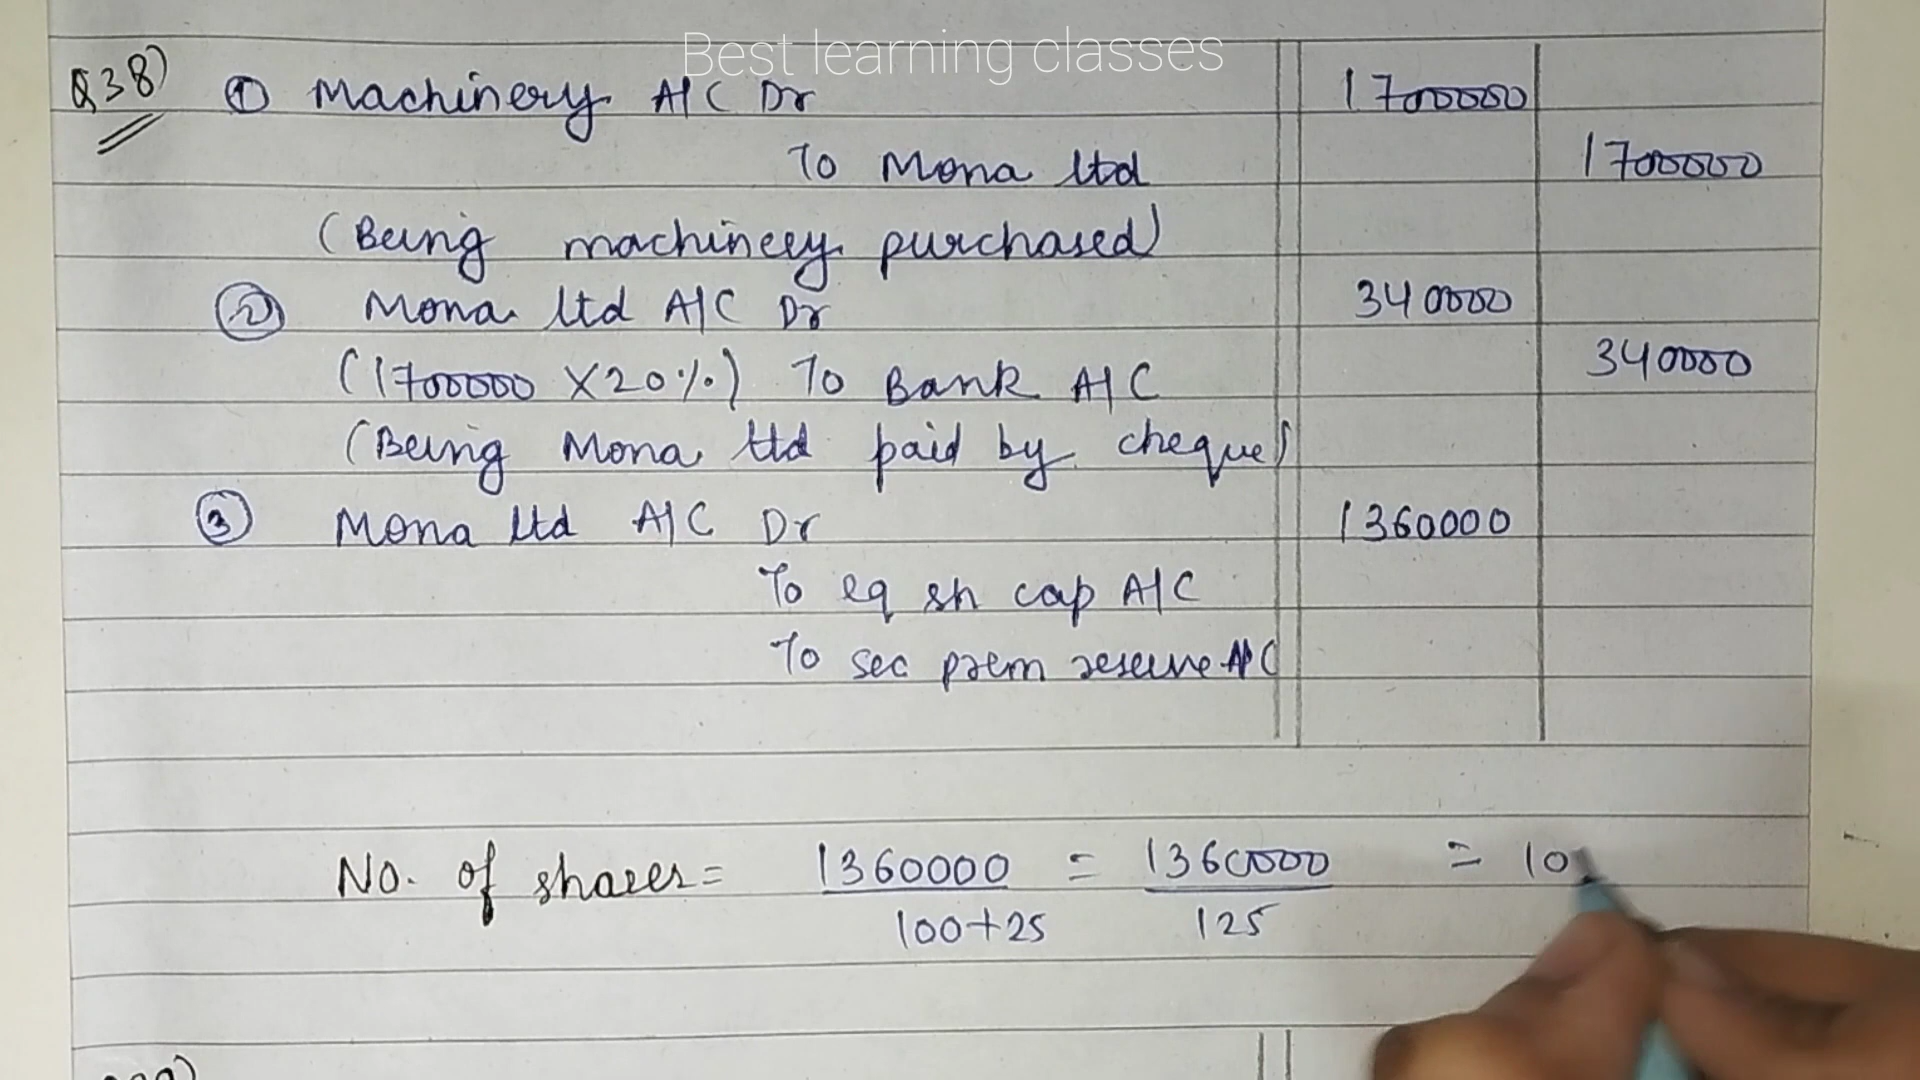 Best learning classes
Q38) ① Machinery A/C Dr 1700000
To Mona ltd 1700000
(Being machinery purchased)
② Mona ltd A/C Dr 340000
(1700000 X20%) To Bank A/C 340000
(Being Mona ltd paid by cheque)
③ Mona ltd A/C Dr 1360000
To eq sh cap A/C
To sec prem reserve A/C
No. of shares = 1360000 = 1360000 = 10
100+25 125